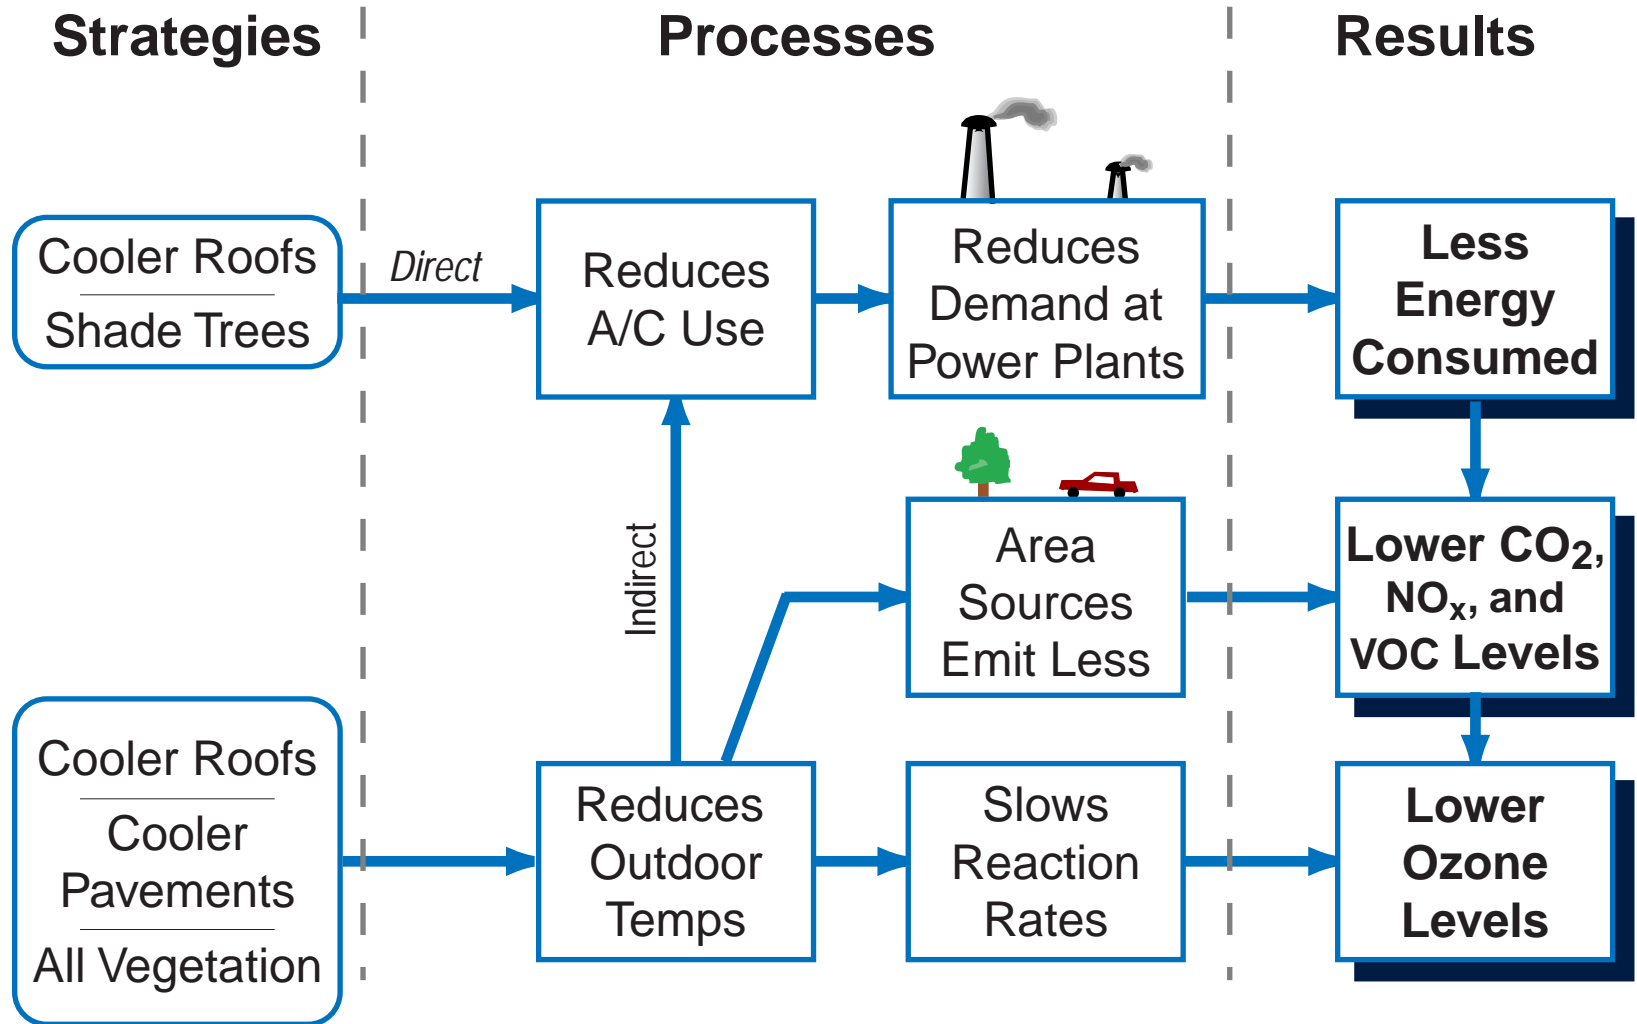 Strategies
Processes
Results
Cooler Roofs
Shade Trees
Direct
Reduces
A/C Use
Reduces
Demand at
Power Plants
Less
Energy
Consumed
Indirect
Area
Sources
Emit Less
Lower CO₂,
NOₓ, and
VOC Levels
Cooler Roofs
Cooler
Pavements
All Vegetation
Reduces
Outdoor
Temps
Slows
Reaction
Rates
Lower
Ozone
Levels